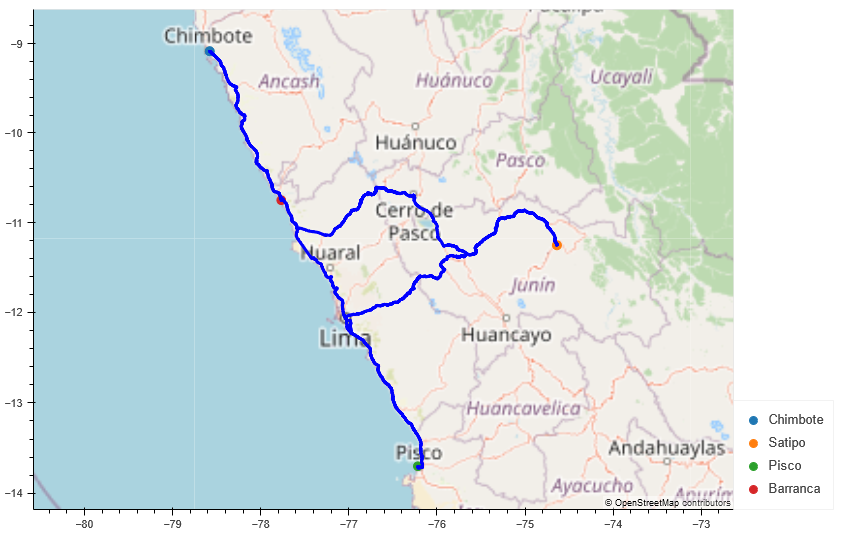 Chimbote
Ancash
Huánuco
Ucayali
Huánuco
Pasco
Cerro de
Pasco
Huaral
Junín
Lima
Huancayo
Huancavelica
Pisco
Andahuaylas
Ayacucho
© OpenStreetMap contributors
−9
−10
−11
−12
−13
−14
−80
−79
−78
−77
−76
−75
−74
−73
Chimbote
Satipo
Pisco
Barranca